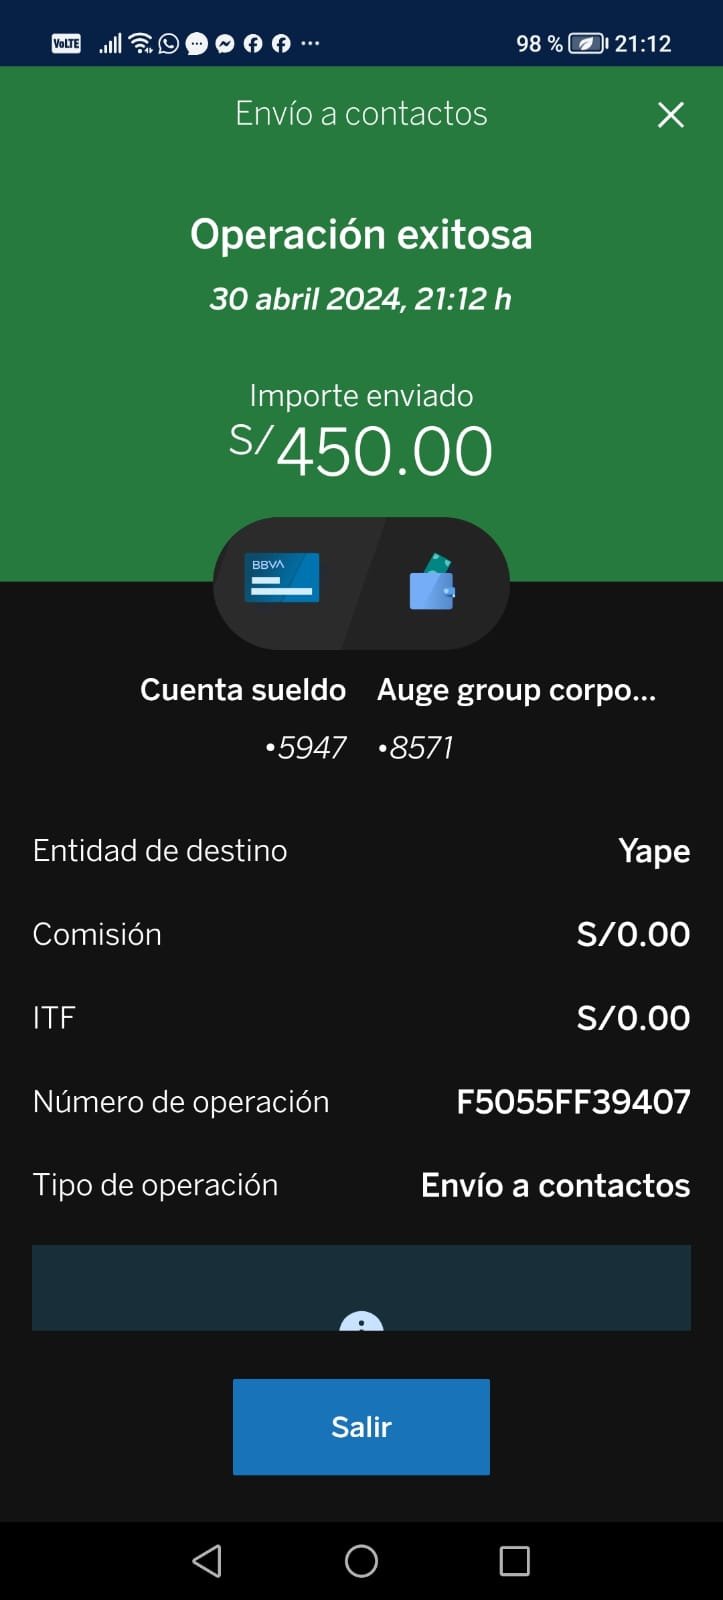 VoLTE 98 % 21:12
Envío a contactos
Operación exitosa
30 abril 2024, 21:12 h
Importe enviado
S/450.00
BBVA
Cuenta sueldo Auge group corpo...
•5947 •8571
Entidad de destino Yape
Comisión S/0.00
ITF S/0.00
Número de operación F5055FF39407
Tipo de operación Envío a contactos
Salir